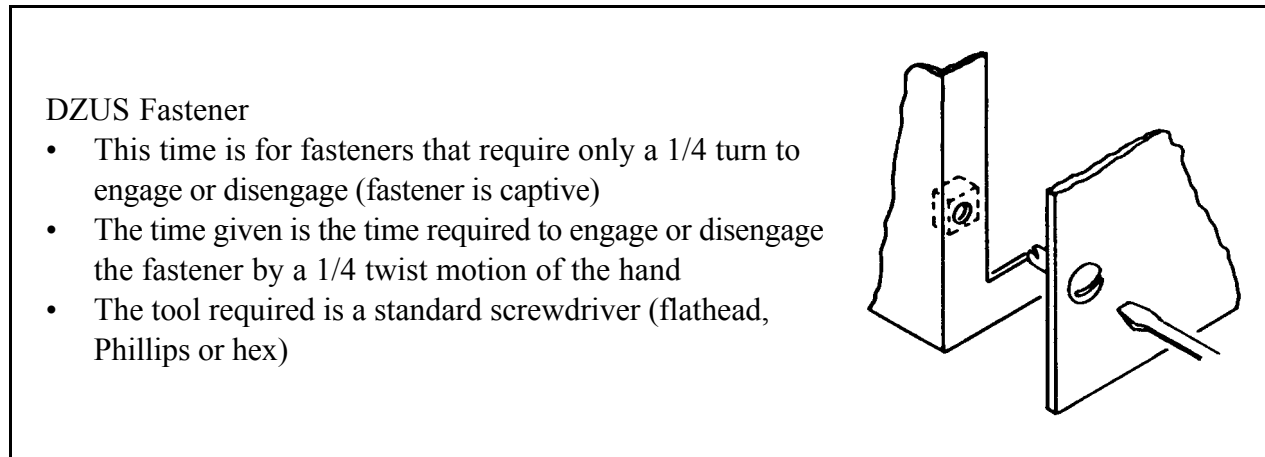 DZUS Fastener
• This time is for fasteners that require only a 1/4 turn to
engage or disengage (fastener is captive)
• The time given is the time required to engage or disengage
the fastener by a 1/4 twist motion of the hand
• The tool required is a standard screwdriver (flathead,
Phillips or hex)